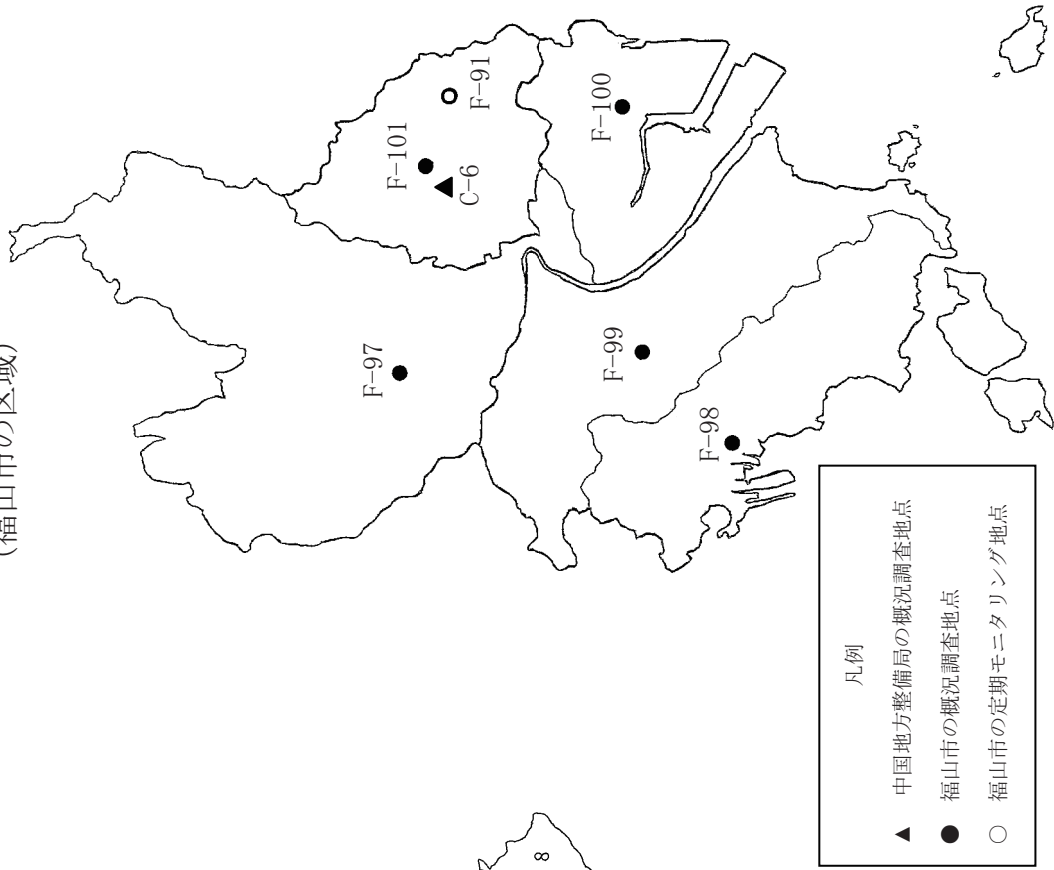 (福山市の区域)
F-97
F-101
C-6
F-91
F-100
F-99
F-98
8
凡例
▲ 中国地方整備局の概況調査地点
● 福山市の概況調査地点
○ 福山市の定期モニタリング地点